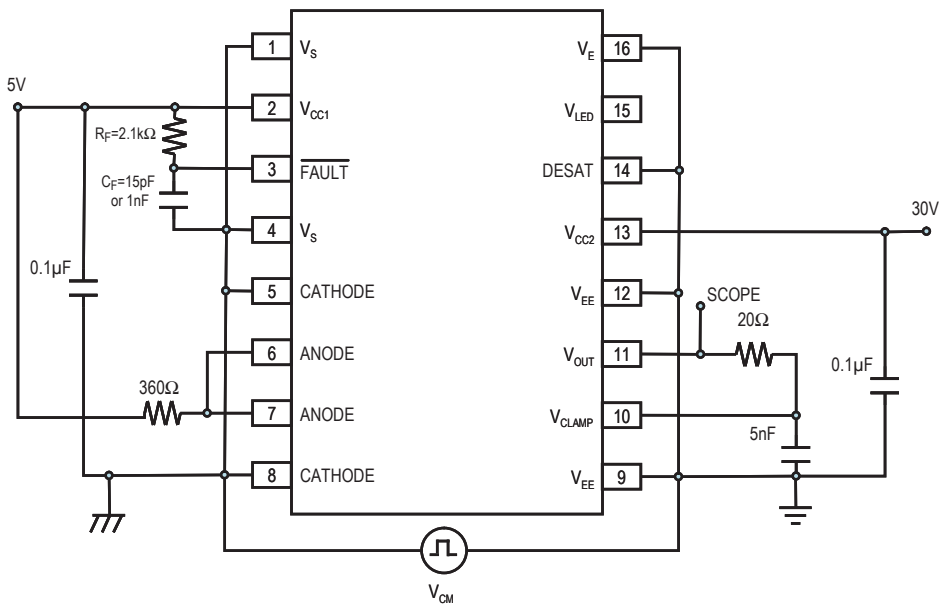 1 V_S
V_E 16
5V
2 V_CC1
V_LED 15
R_F=2.1kΩ
3 FAULT
DESAT 14
C_F=15pF
or 1nF
4 V_S
V_CC2 13
30V
0.1µF
5 CATHODE
V_EE 12
SCOPE
20Ω
6 ANODE
V_OUT 11
0.1µF
360Ω
7 ANODE
V_CLAMP 10
5nF
8 CATHODE
V_EE 9
V_CM